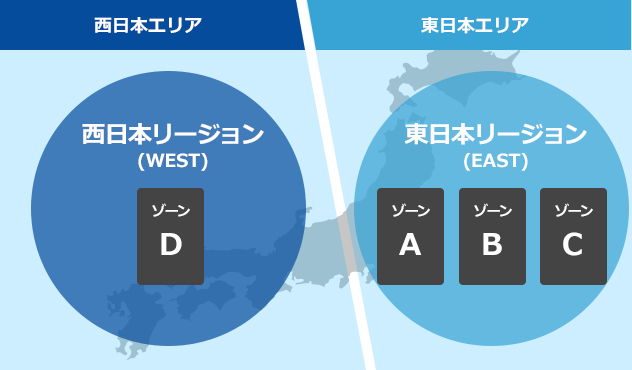 西日本エリア
東日本エリア
西日本リージョン
(WEST)
ゾーン
D
東日本リージョン
(EAST)
ゾーン
A
ゾーン
B
ゾーン
C